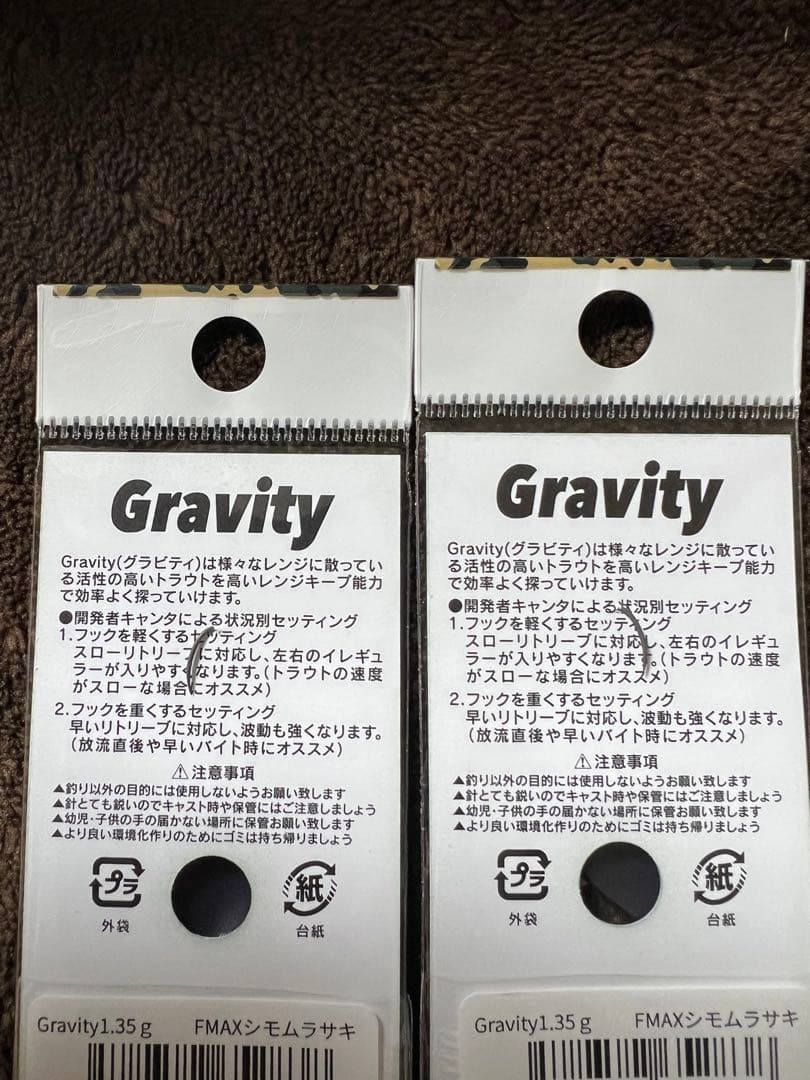 Gravity
Gravity(グラビティ)は様々なレンジに散ってい
る活性の高いトラウトを高いレンジキープ能力
で効率よく探っていけます。
●開発者キャンタによる状況別セッティング
1.フックを軽くするセッティング
スローリトリーブに対応し、左右のイレギュ
ラーが入りやすくなります。(トラウトの速度
がスローな場合にオススメ)
2.フックを重くするセッティング
早いリトリーブに対応し、波動も強くなります。
(放流直後や早いバイト時にオススメ)
⚠注意事項
▲釣り以外の目的には使用しないようお願い致します
▲針とても鋭いのでキャスト時や保管にはご注意しましょう
▲幼児・子供の手の届かない場所に保管お願い致します
▲より良い環境化作りのためにゴミは持ち帰りましょう
プラ
外袋
紙
台紙
Gravity1.35g FMAXシモムラサキ
Gravity
Gravity(グラビティ)は様々なレンジに散ってい
る活性の高いトラウトを高いレンジキープ能力
で効率よく探っていけます。
●開発者キャンタによる状況別セッティング
1.フックを軽くするセッティング
スローリトリーブに対応し、左右のイレギュ
ラーが入りやすくなります。(トラウトの速度
がスローな場合にオススメ)
2.フックを重くするセッティング
早いリトリーブに対応し、波動も強くなります。
(放流直後や早いバイト時にオススメ)
⚠注意事項
▲釣り以外の目的には使用しないようお願い致します
▲針とても鋭いのでキャスト時や保管にはご注意しましょう
▲幼児・子供の手の届かない場所に保管お願い致します
▲より良い環境化作りのためにゴミは持ち帰りましょう
プラ
外袋
紙
台紙
Gravity1.35g FMAXシモムラサキ